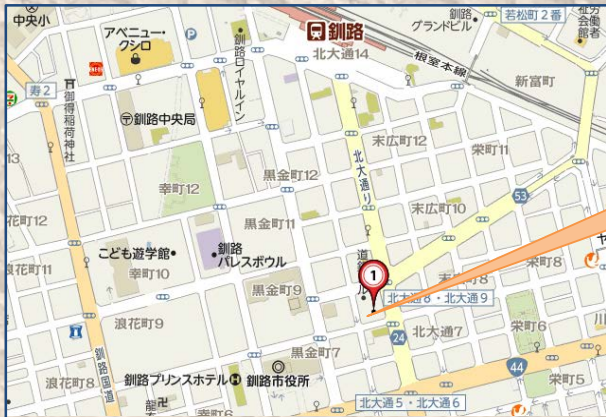 中央小
アベニュー・
クシロ
釧路
釧路
グランドビル
若松町2番
労働者
祉会館
北大通14
根室本線
新富町
釧路ロイヤルイン
寿2
御得稲荷神社
釧路中央局
末広町12
栄町11
北大通り
黒金町12
幸町12
53
末広町10
黒金町11
こども遊学館
釧路
パレスボウル
幸町10
浪花町11
栄町8
1
黒金町9
北大通8・北大通9
浪花町9
北大通7
栄町6
24
黒金町7
44
釧路プリンスホテル
釧路市役所
浪花町8
北大通5・北大通6